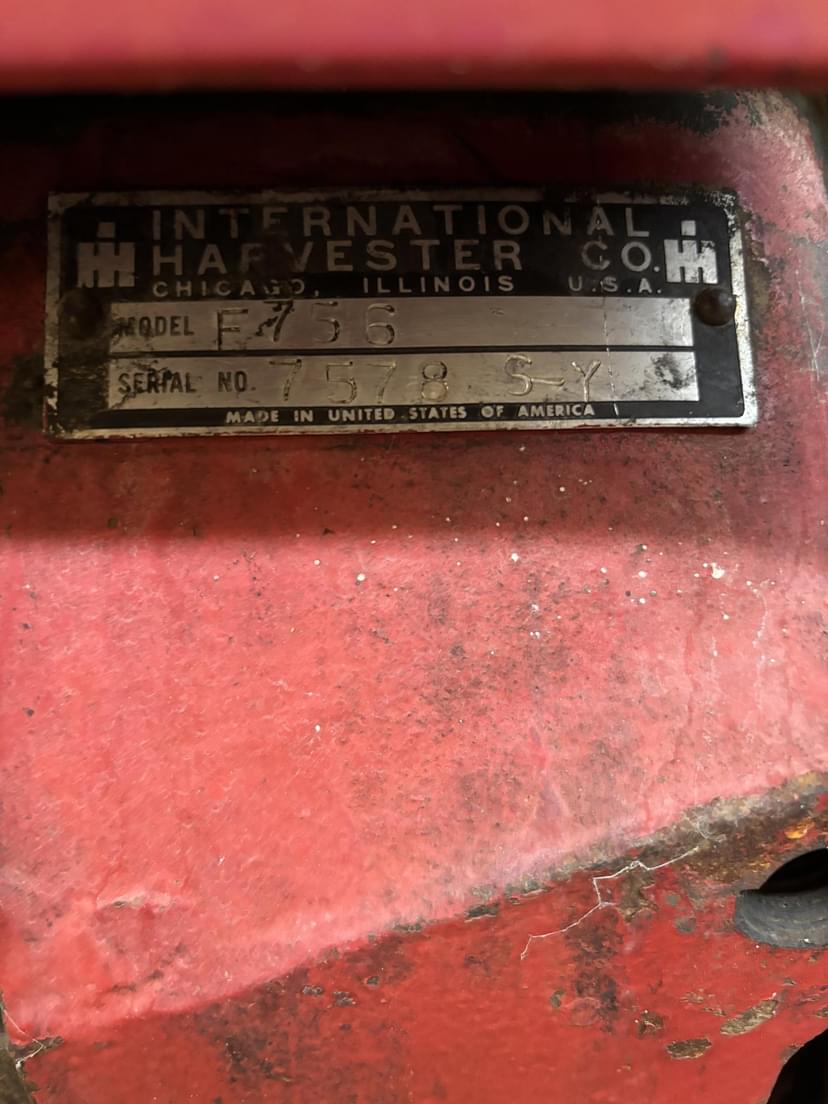 INTERNATIONAL
HARVESTER CO.
CHICAGO, ILLINOIS U.S.A.
MODEL F756
SERIAL NO. 7578 S-Y
MADE IN UNITED STATES OF AMERICA